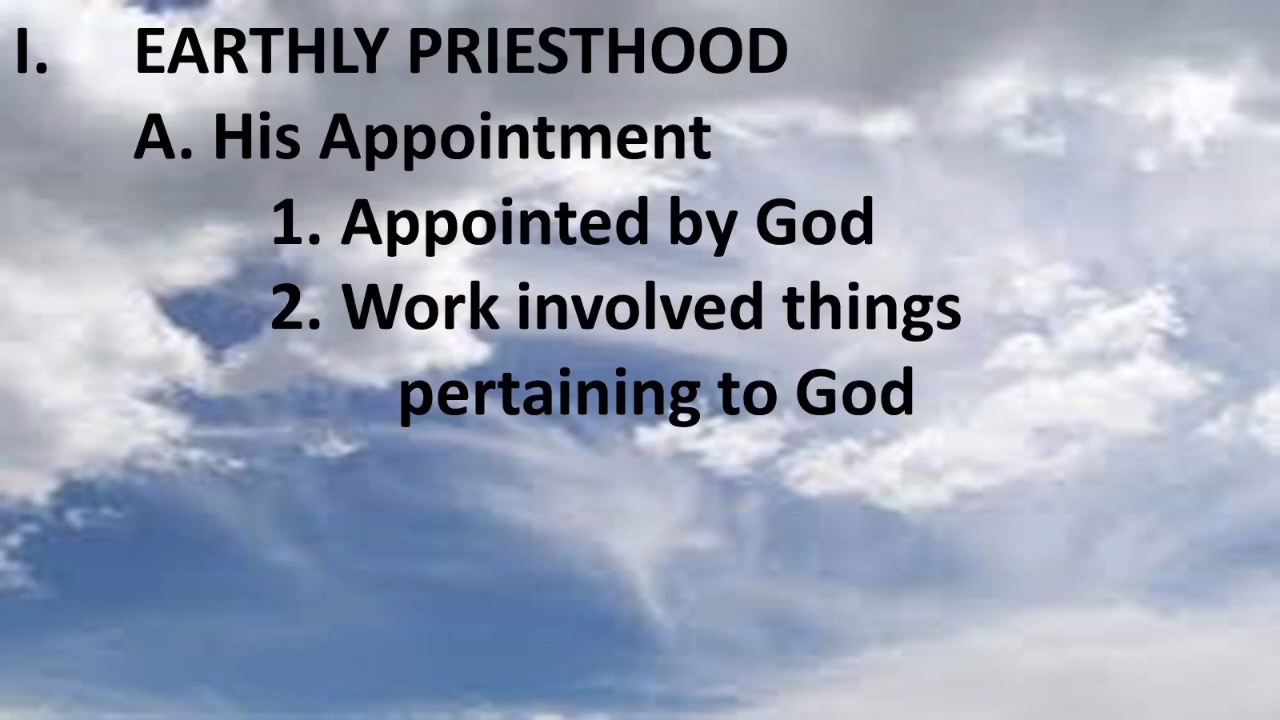 I. EARTHLY PRIESTHOOD
A. His Appointment
1. Appointed by God
2. Work involved things
pertaining to God